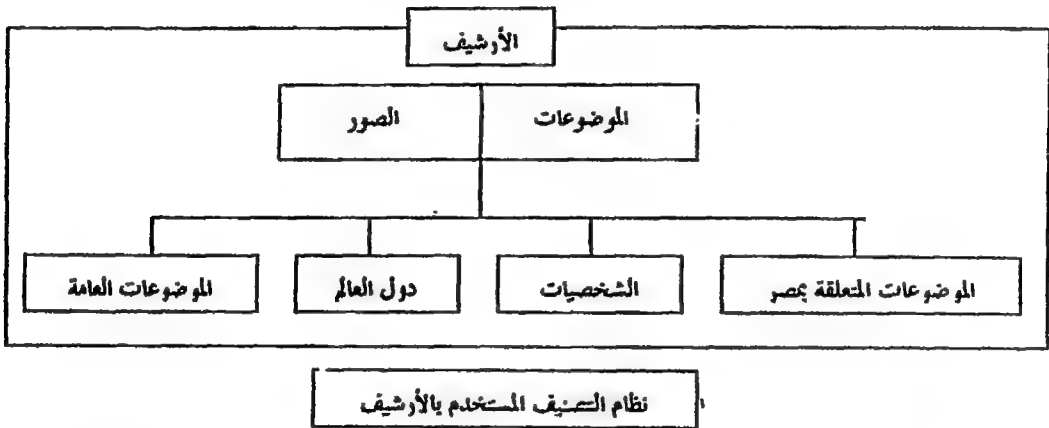 الأرشيف
الموضوعات
الصور
الموضوعات المتعلقة بمصر
الشخصيات
دول العالم
الموضوعات العامة
نظام التصنيف المستخدم بالأرشيف